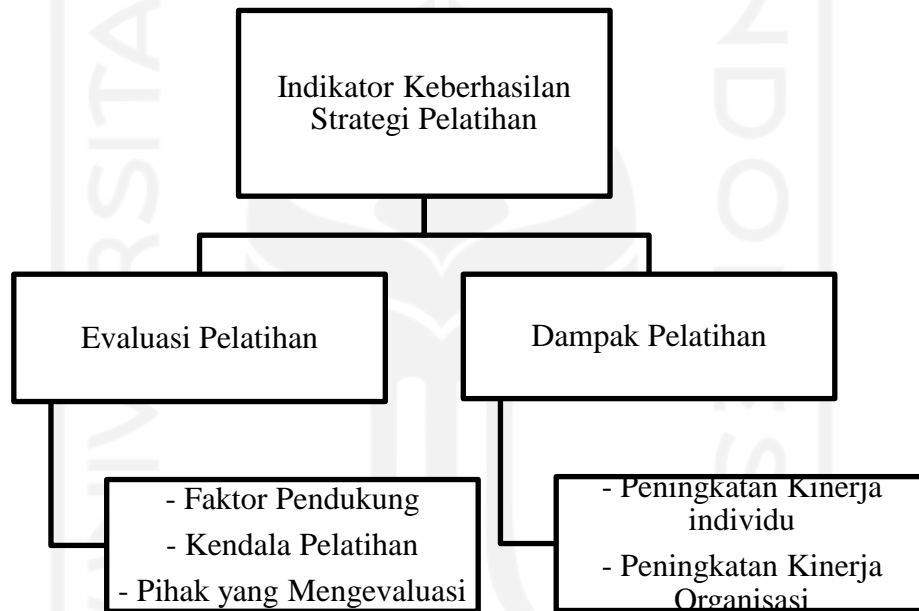 Indikator Keberhasilan
Strategi Pelatihan
Evaluasi Pelatihan
Dampak Pelatihan
- Faktor Pendukung
- Kendala Pelatihan
- Pihak yang Mengevaluasi
- Peningkatan Kinerja
individu
- Peningkatan Kinerja
Organisasi